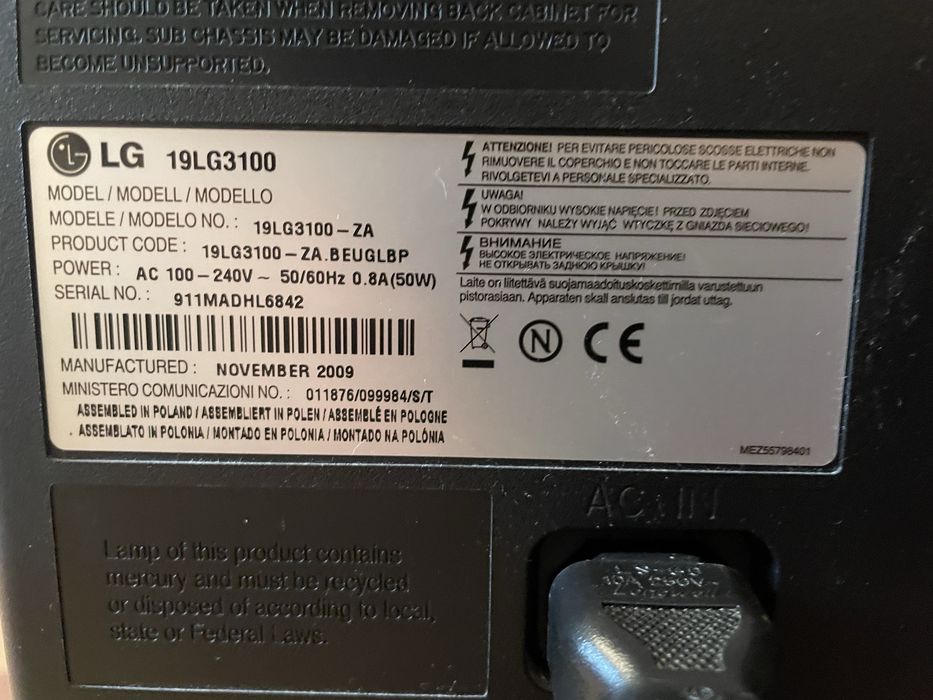 CARE SHOULD BE TAKEN WHEN REMOVING BACK CABINET FOR
SERVICING. SUB CHASSIS MAY BE DAMAGED IF ALLOWED TO
BECOME UNSUPPORTED.
LG 19LG3100
MODEL / MODELL / MODELLO
MODELE / MODELO NO. : 19LG3100-ZA
PRODUCT CODE : 19LG3100-ZA.BEUGLBP
POWER : AC 100-240V ~ 50/60Hz 0.8A(50W)
SERIAL NO. : 911MADHL6842
MANUFACTURED : NOVEMBER 2009
MINISTERO COMUNICAZIONI NO. : 011876/099984/S/T
ASSEMBLED IN POLAND / ASSEMBLIERT IN POLEN / ASSEMBLÉ EN POLOGNE
ASSEMBLATO IN POLONIA / MONTADO EN POLONIA / MONTADO NA POLÓNIA
ATTENZIONE! PER EVITARE PERICOLOSE SCOSSE ELETTRICHE NON
RIMUOVERE IL COPERCHIO E NON TOCCARE LE PARTI INTERNE.
RIVOLGETEVI A PERSONALE SPECIALIZZATO.
UWAGA!
W ODBIORNIKU WYSOKIE NAPIĘCIE! PRZED ZDJĘCIEM
POKRYWY NALEŻY WYJĄĆ WTYCZKĘ Z GNIAZDA SIECIOWEGO!
ВНИМАНИЕ
ВЫСОКОЕ ЭЛЕКТРИЧЕСКОЕ НАПРЯЖЕНИЕ!
НЕ ОТКРЫВАТЬ ЗАДНЮЮ КРЫШКУ!
Laite on liitettävä suojamaadoituskoskettimilla varustettuun
pistorasiaan. Apparaten skall anslutas till jordat uttag.
N CE
MEZ55798401
AC IN
Lamp of this product contains
mercury and must be recycled
or disposed of according to local,
state or Federal Laws.
10A 250V